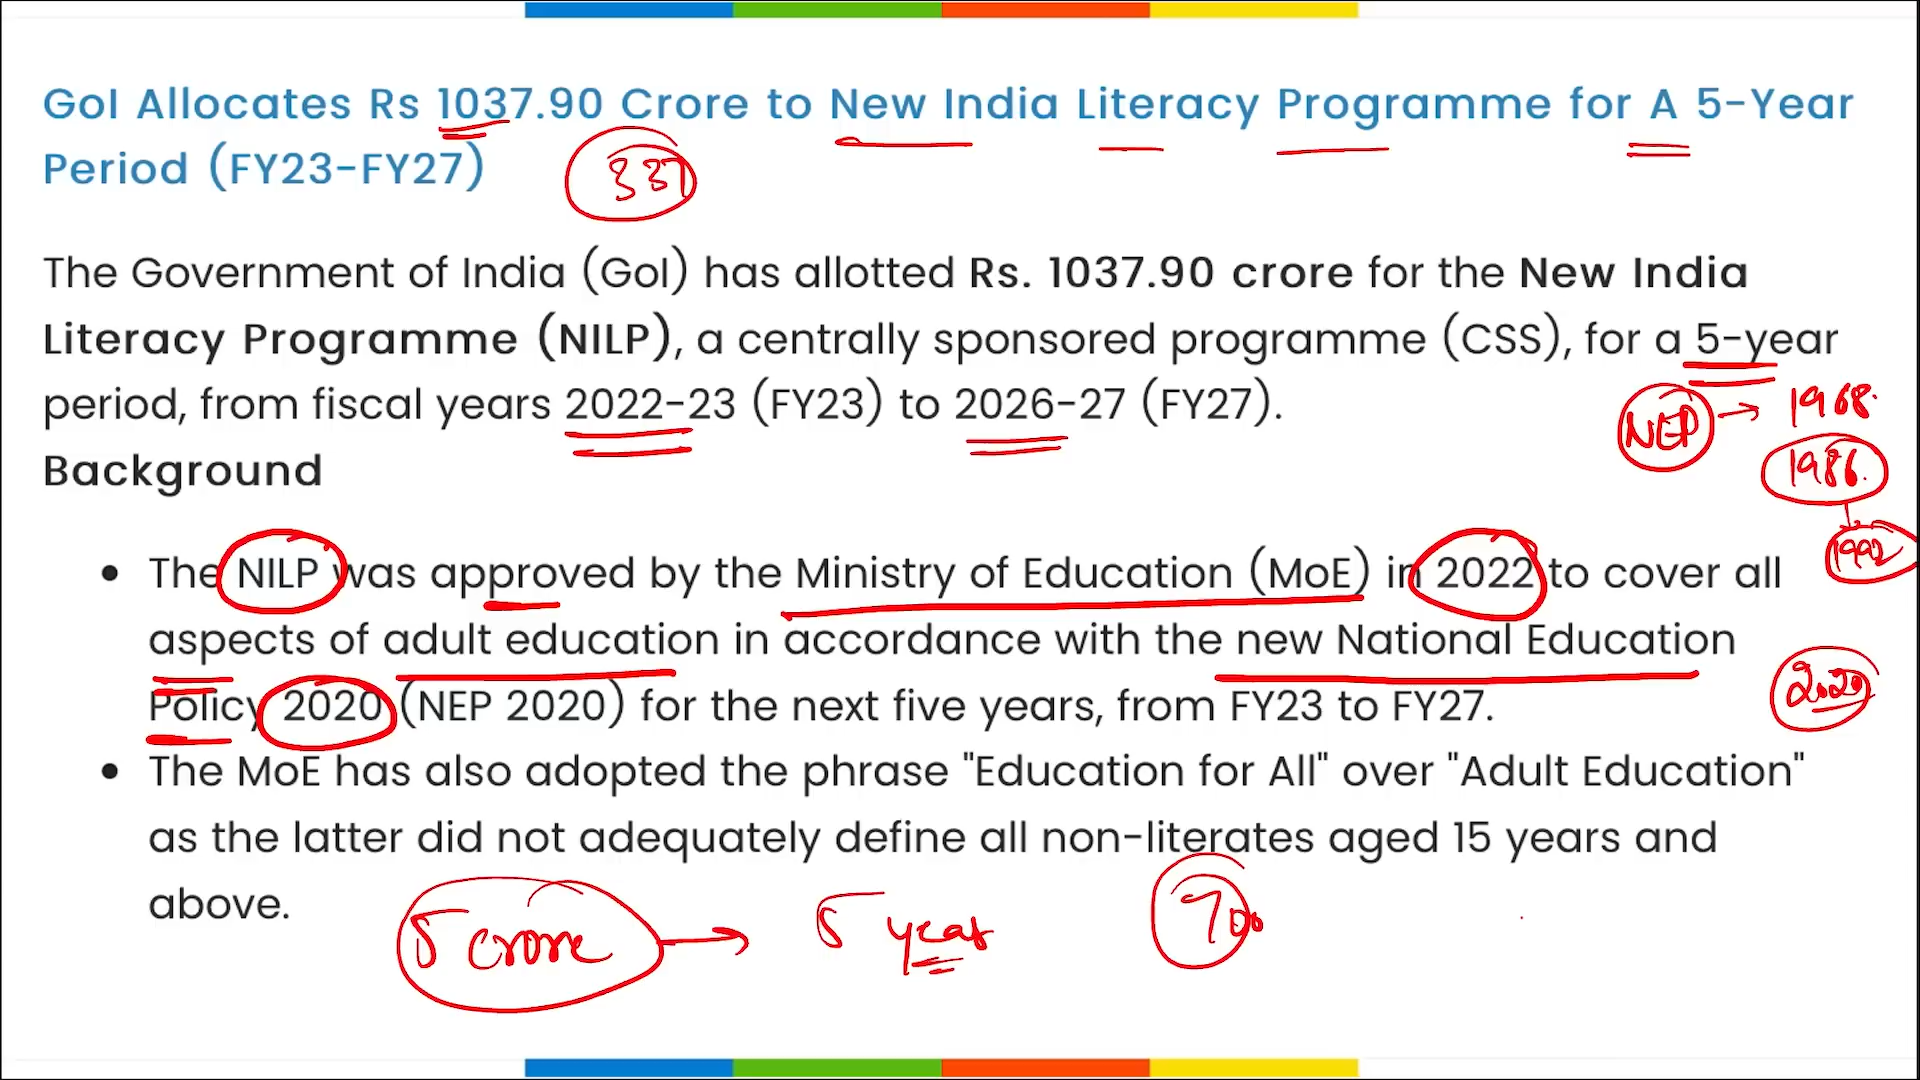 GoI Allocates Rs 1037.90 Crore to New India Literacy Programme for A 5-Year
Period (FY23-FY27)
337
The Government of India (GoI) has allotted Rs. 1037.90 crore for the New India
Literacy Programme (NILP), a centrally sponsored programme (CSS), for a 5-year
period, from fiscal years 2022-23 (FY23) to 2026-27 (FY27).
NEP → 1968.
1986.
1992
Background
• The NILP was approved by the Ministry of Education (MoE) in 2022 to cover all
aspects of adult education in accordance with the new National Education
Policy 2020 (NEP 2020) for the next five years, from FY23 to FY27.
2020
• The MoE has also adopted the phrase "Education for All" over "Adult Education"
as the latter did not adequately define all non-literates aged 15 years and
above.
5 crore → 5 year
700